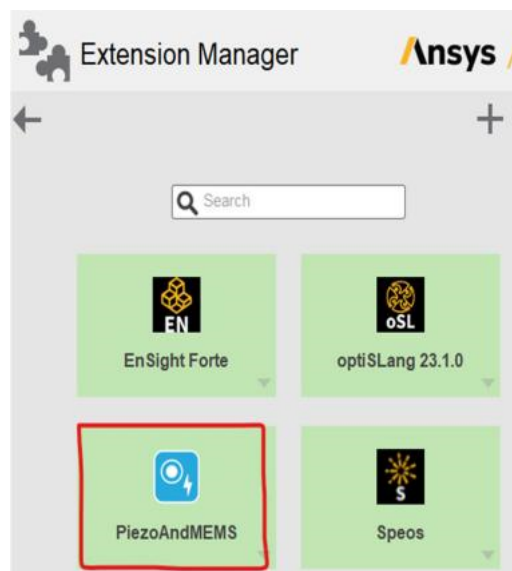 Extension Manager
Ansys
Search
EN
EnSight Forte
oSL
optiSLang 23.1.0
PiezoAndMEMS
S
Speos